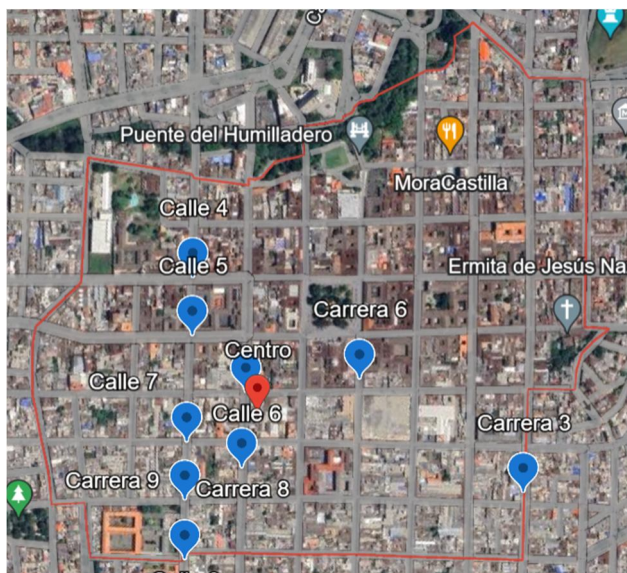 Puente del Humilladero
MoraCastilla
Calle 4
Calle 5
Ermita de Jesús Na
Carrera 6
Centro
Calle 7
Calle 6
Carrera 3
Carrera 9
Carrera 8